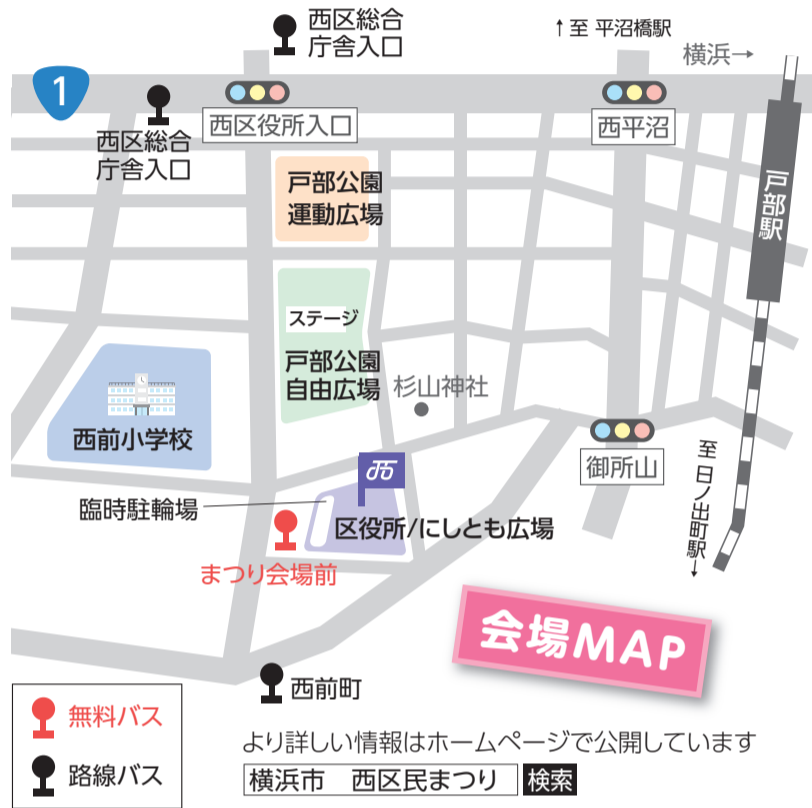 西区総合
庁舎入口
↑至 平沼橋駅
横浜→
1
西区役所入口
西平沼
西区総合
庁舎入口
戸部公園
運動広場
戸部駅
ステージ
戸部公園
自由広場
杉山神社
西前小学校
御所山
西
臨時駐輪場
区役所/にしとも広場
至 日ノ出町駅→
まつり会場前
会場MAP
西前町
無料バス
路線バス
より詳しい情報はホームページで公開しています
横浜市 西区民まつり 検索